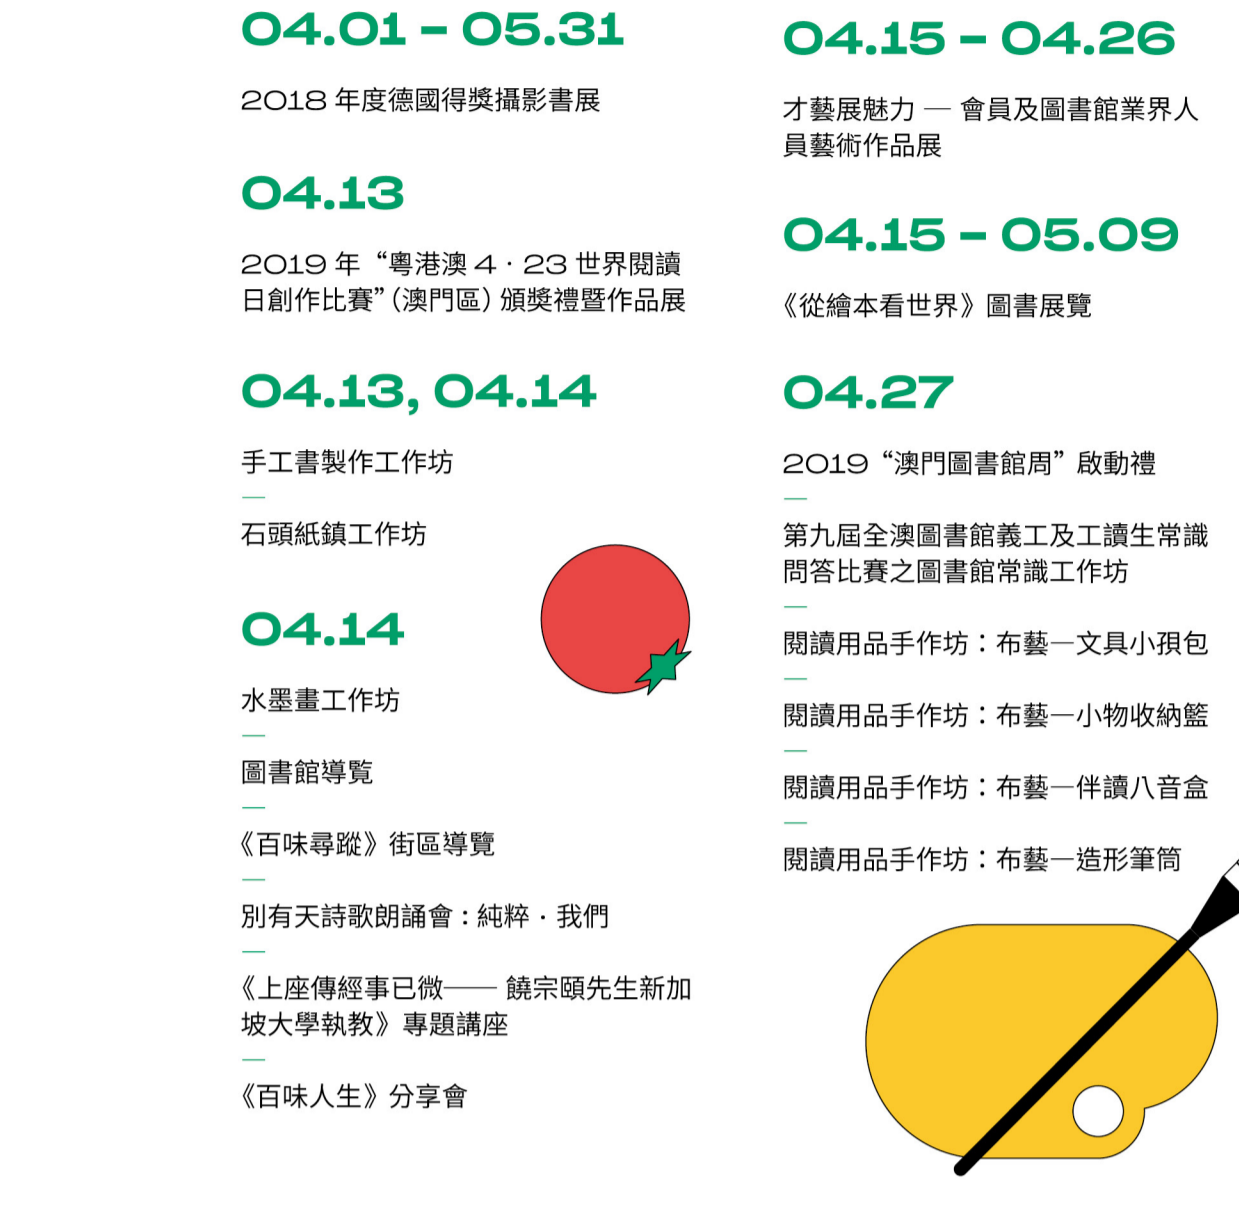 04.01 – 05.31
2018 年度德國得獎攝影書展
04.13
2019 年“粵港澳 4 · 23 世界閱讀
日創作比賽”（澳門區）頒獎禮暨作品展
04.13, 04.14
手工書製作工作坊
—
石頭紙鎮工作坊
04.14
水墨畫工作坊
—
圖書館導覧
—
《百味尋蹤》街區導覽
—
別有天詩歌朗誦會：純粹 · 我們
—
《上座傳經事已微—— 饒宗頤先生新加
坡大學執教》專題講座
—
《百味人生》分享會
04.15 – 04.26
才藝展魅力 — 會員及圖書館業界人
員藝術作品展
04.15 – 05.09
《從繪本看世界》圖書展覽
04.27
2019“澳門圖書館周”啟動禮
—
第九屆全澳圖書館義工及工讀生常識
問答比賽之圖書館常識工作坊
—
閱讀用品手作坊：布藝—文具小孭包
—
閱讀用品手作坊：布藝—小物收納籃
—
閱讀用品手作坊：布藝—伴讀八音盒
—
閱讀用品手作坊：布藝—造形筆筒